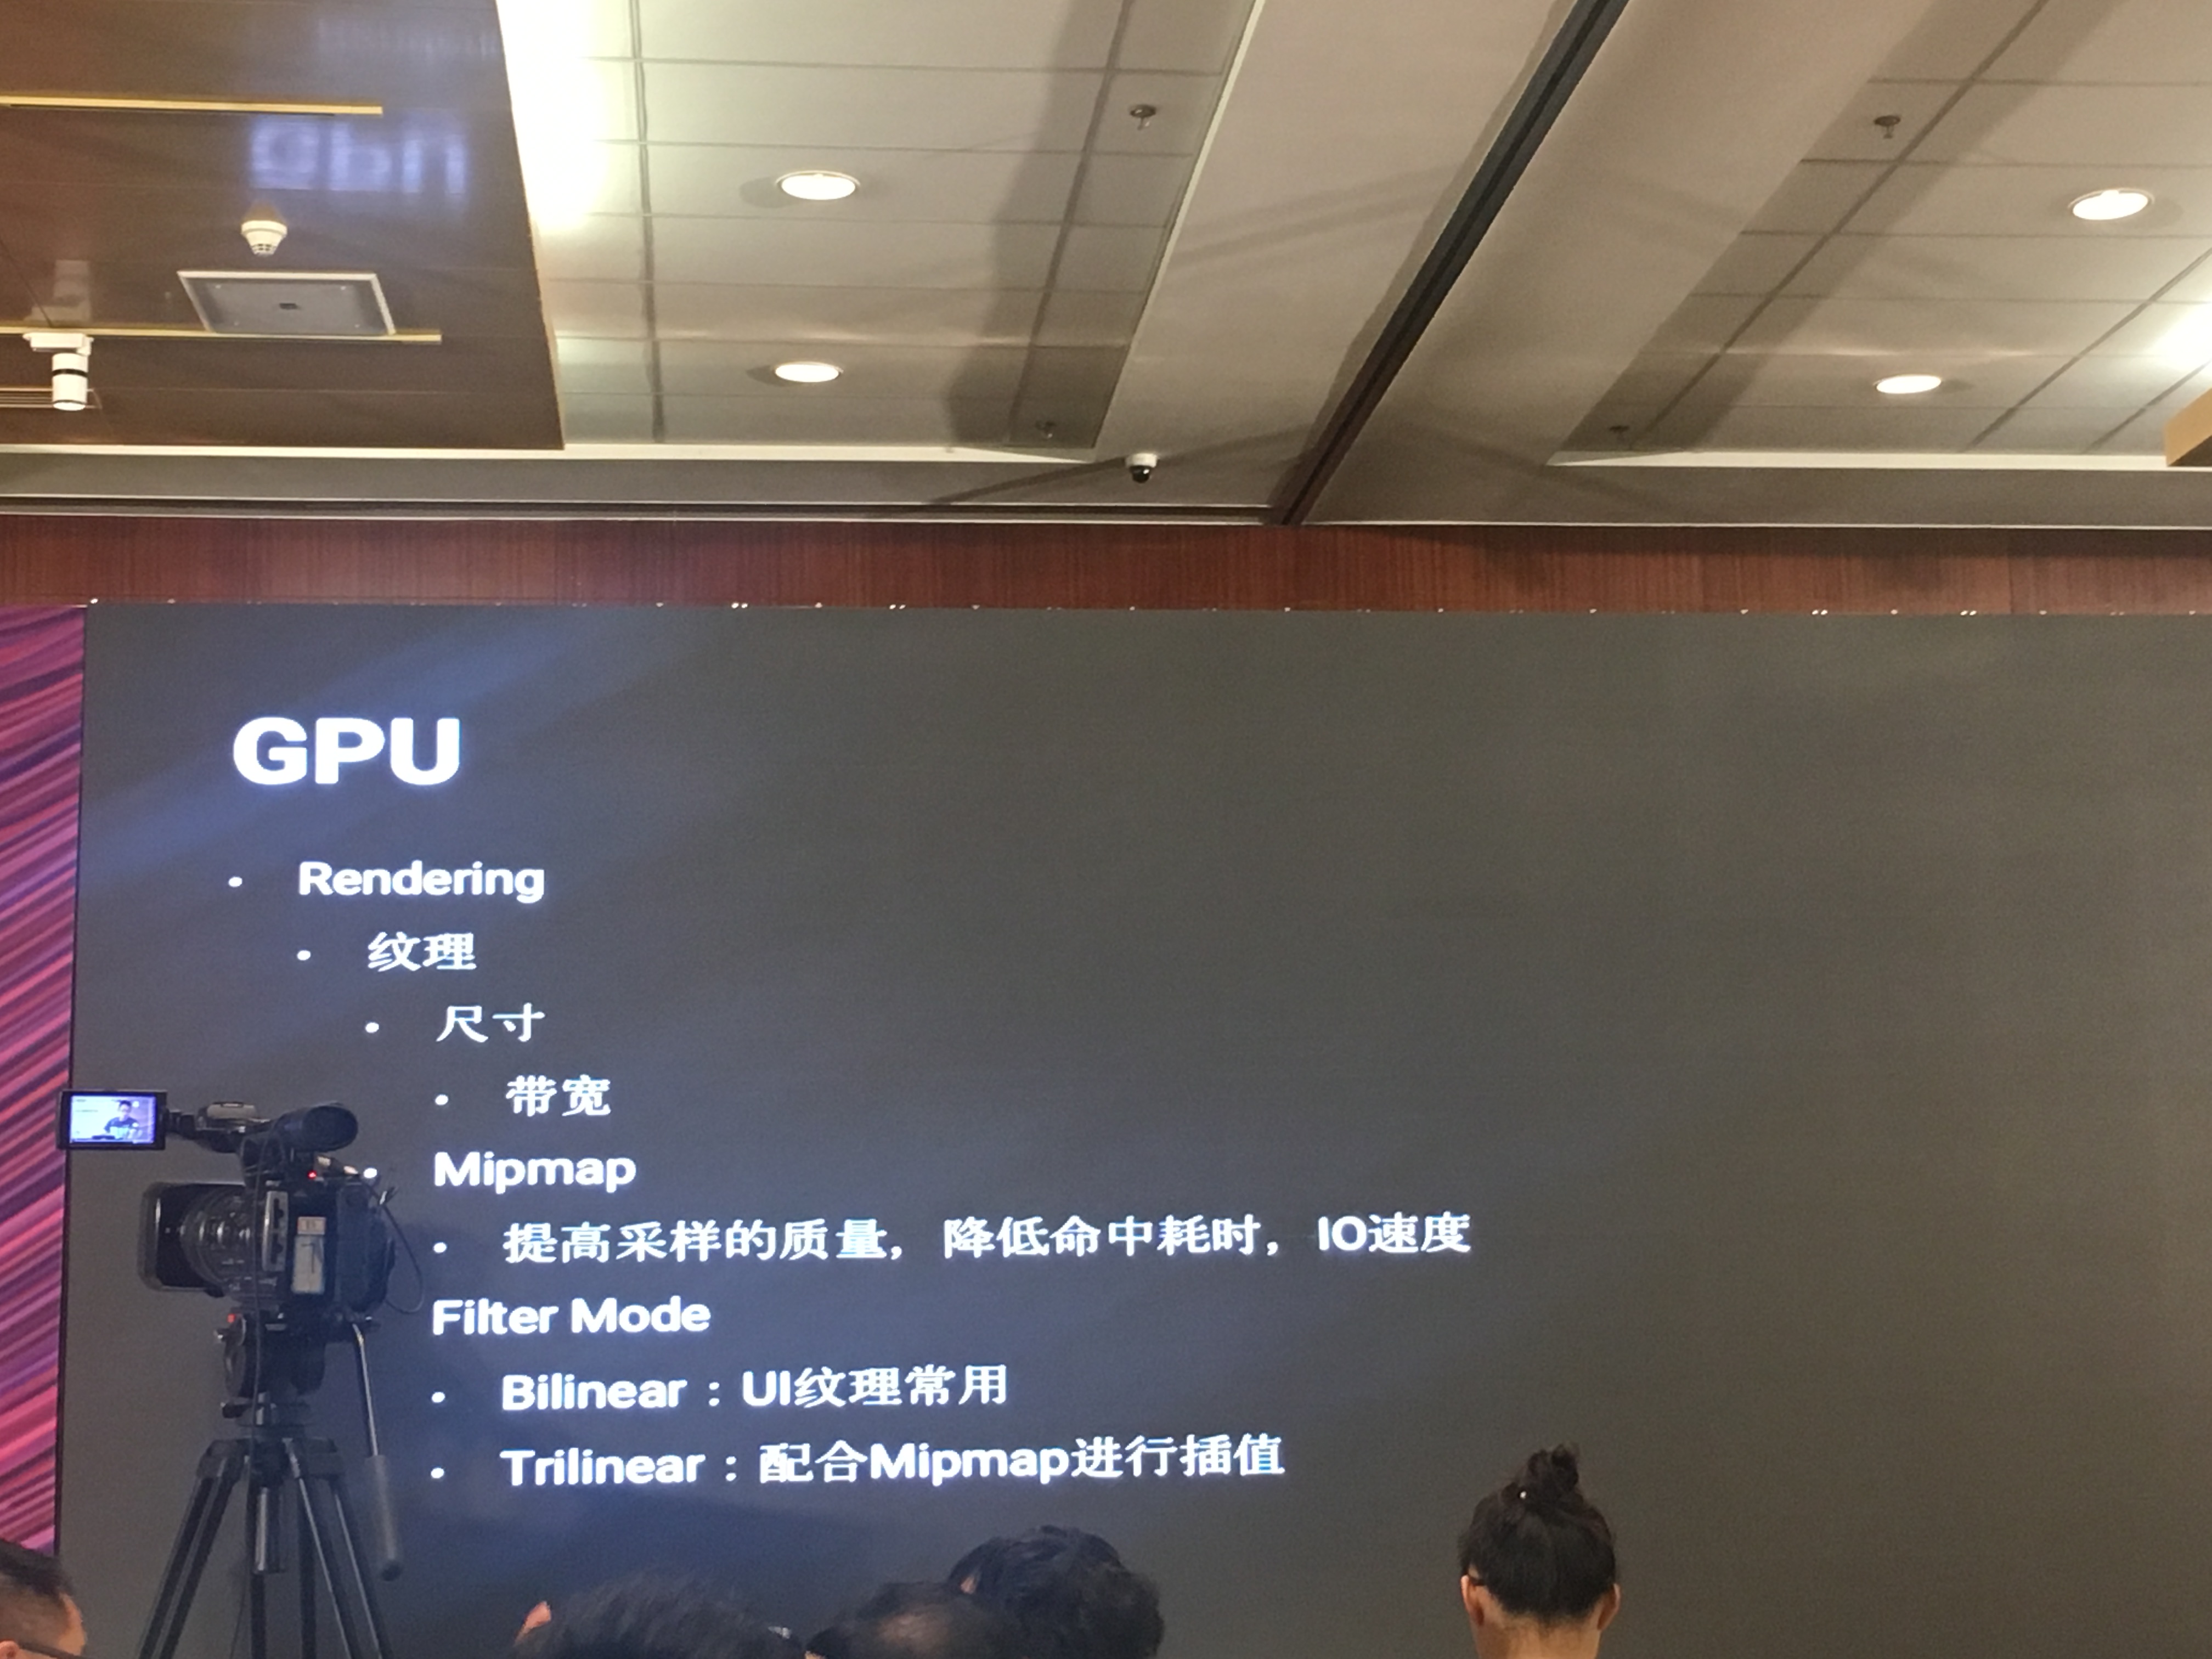 GPU
Rendering
纹理
尺寸
带宽
Mipmap
提高采样的质量，降低命中耗时，IO速度
Filter Mode
Bilinear：UI纹理常用
Trilinear：配合Mipmap进行插值